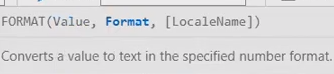 FORMAT(Value, Format, [LocaleName])
Converts a value to text in the specified number format.